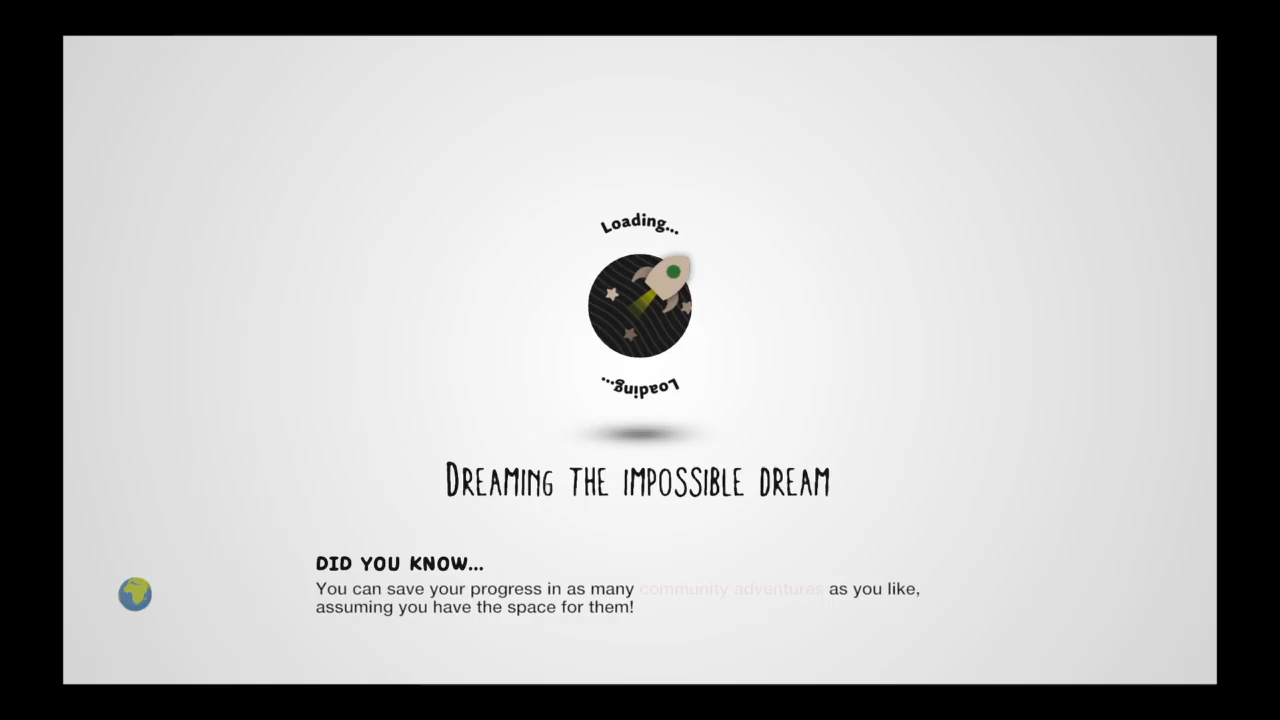 Loading...
Loading...
Dreaming the impossible dream
DID YOU KNOW...
You can save your progress in as many community adventures as you like,
assuming you have the space for them!